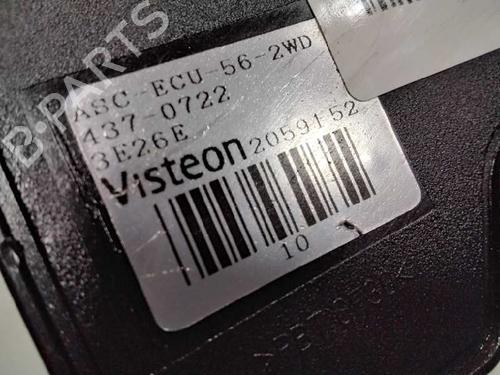 ASC-ECU-56-2WD
437-0722
3E26E
Visteon 2059152
10
B-PARTS